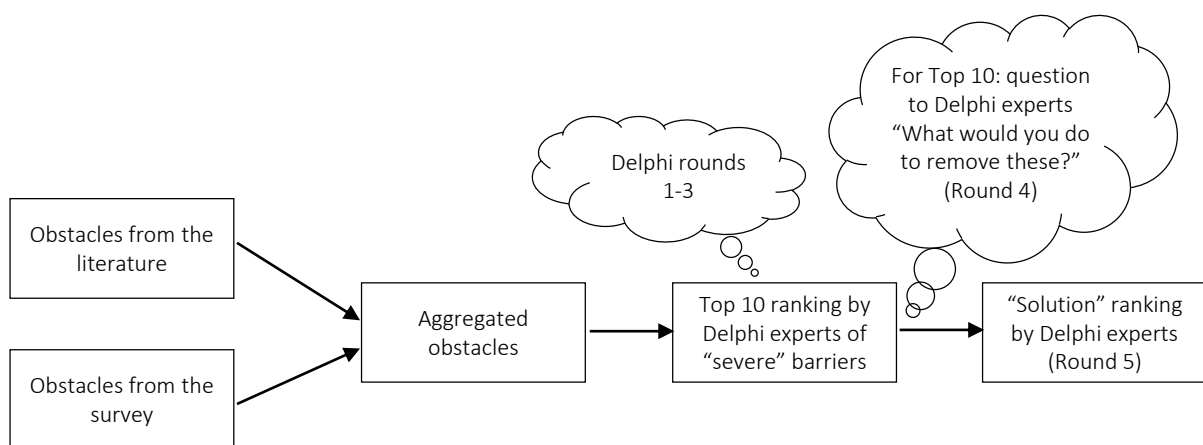 Obstacles from the
literature
Obstacles from the
survey
Aggregated
obstacles
Delphi rounds
1-3
Top 10 ranking by
Delphi experts of
“severe” barriers
For Top 10: question
to Delphi experts
“What would you do
to remove these?”
(Round 4)
“Solution” ranking
by Delphi experts
(Round 5)